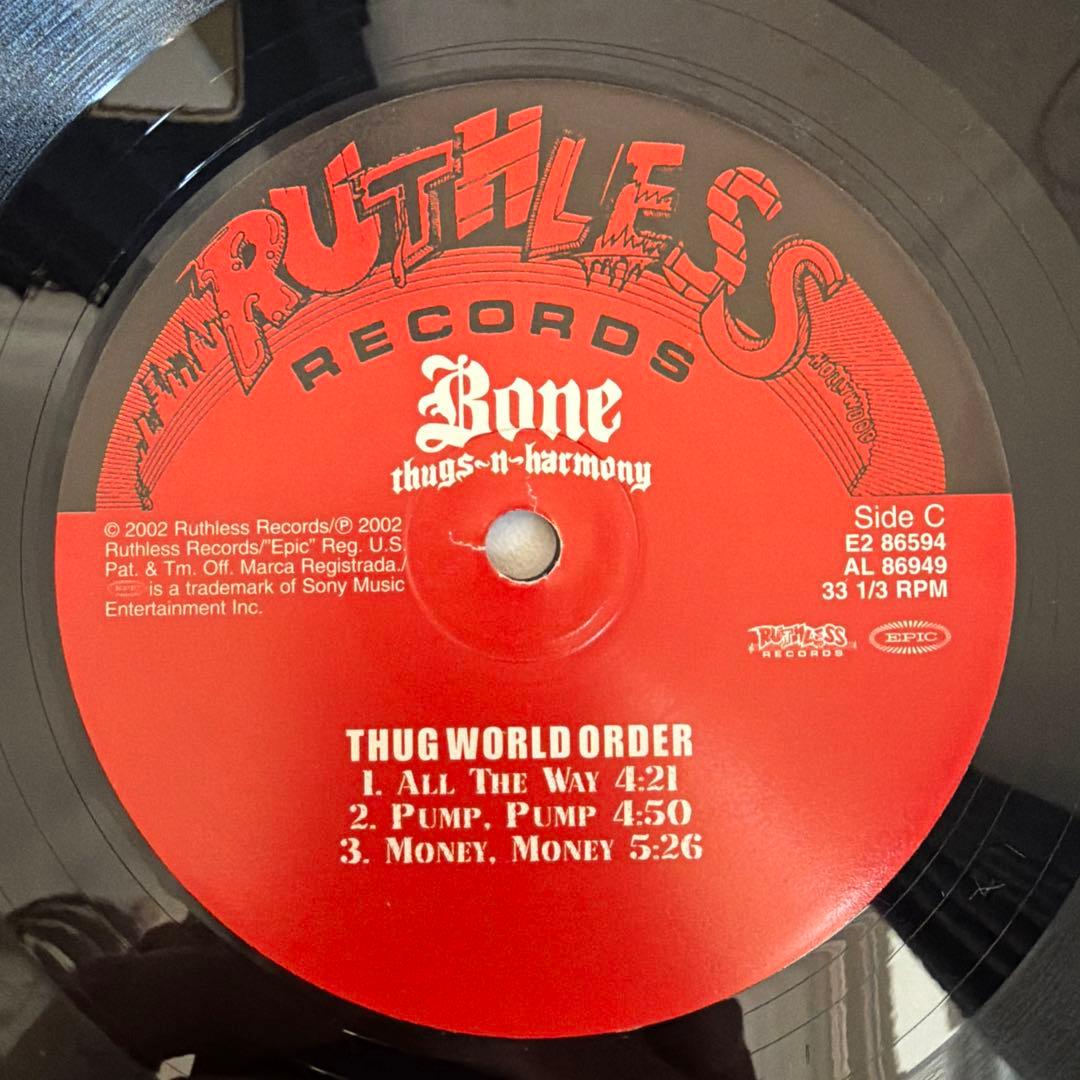 RUTHLESS
RECORDS
HOLLYWOOD
Bone
thugs~n~harmony
© 2002 Ruthless Records/℗ 2002
Ruthless Records/"Epic" Reg. U.S.
Pat. & Tm. Off. Marca Registrada./
EPIC is a trademark of Sony Music
Entertainment Inc.
Side C
E2 86594
AL 86949
33 1/3 RPM
RUTHLESS
RECORDS
EPIC
THUG WORLD ORDER
1. ALL THE WAY 4:21
2. PUMP, PUMP 4:50
3. MONEY, MONEY 5:26